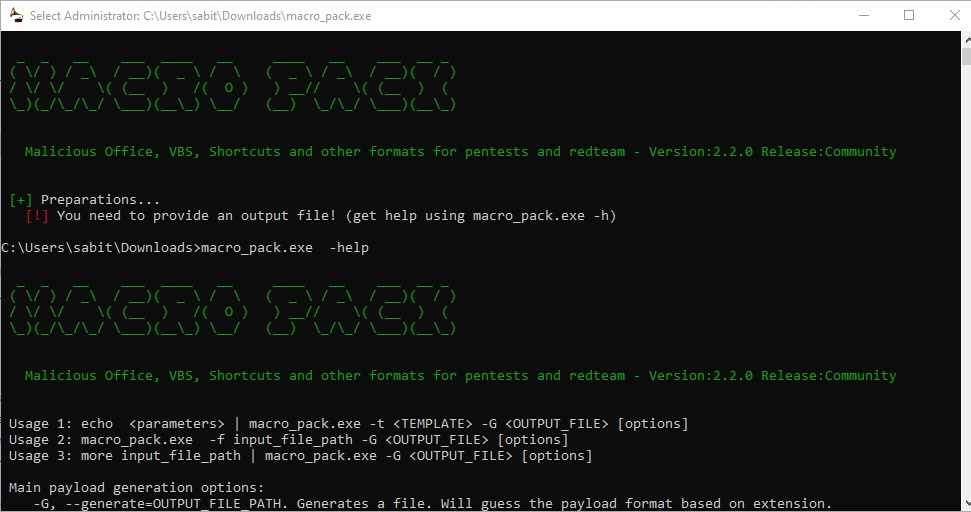 Select Administrator: C:\Users\sabit\Downloads\macro_pack.exe
MACRO PACK
Malicious Office, VBS, Shortcuts and other formats for pentests and redteam - Version:2.2.0 Release:Community
[+] Preparations...
[!] You need to provide an output file! (get help using macro_pack.exe -h)
C:\Users\sabit\Downloads>macro_pack.exe  -help
MACRO PACK
Malicious Office, VBS, Shortcuts and other formats for pentests and redteam - Version:2.2.0 Release:Community
Usage 1: echo  <parameters> | macro_pack.exe -t <TEMPLATE> -G <OUTPUT_FILE> [options]
Usage 2: macro_pack.exe  -f input_file_path -G <OUTPUT_FILE> [options]
Usage 3: more input_file_path | macro_pack.exe -G <OUTPUT_FILE> [options]
Main payload generation options:
-G, --generate=OUTPUT_FILE_PATH. Generates a file. Will guess the payload format based on extension.